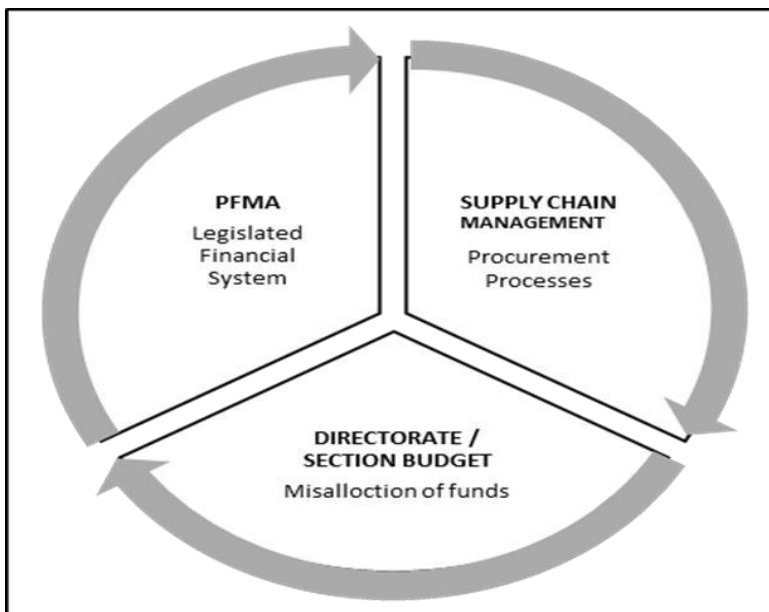 PFMA
Legislated
Financial
System
SUPPLY CHAIN
MANAGEMENT
Procurement
Processes
DIRECTORATE /
SECTION BUDGET
Misalloction of funds